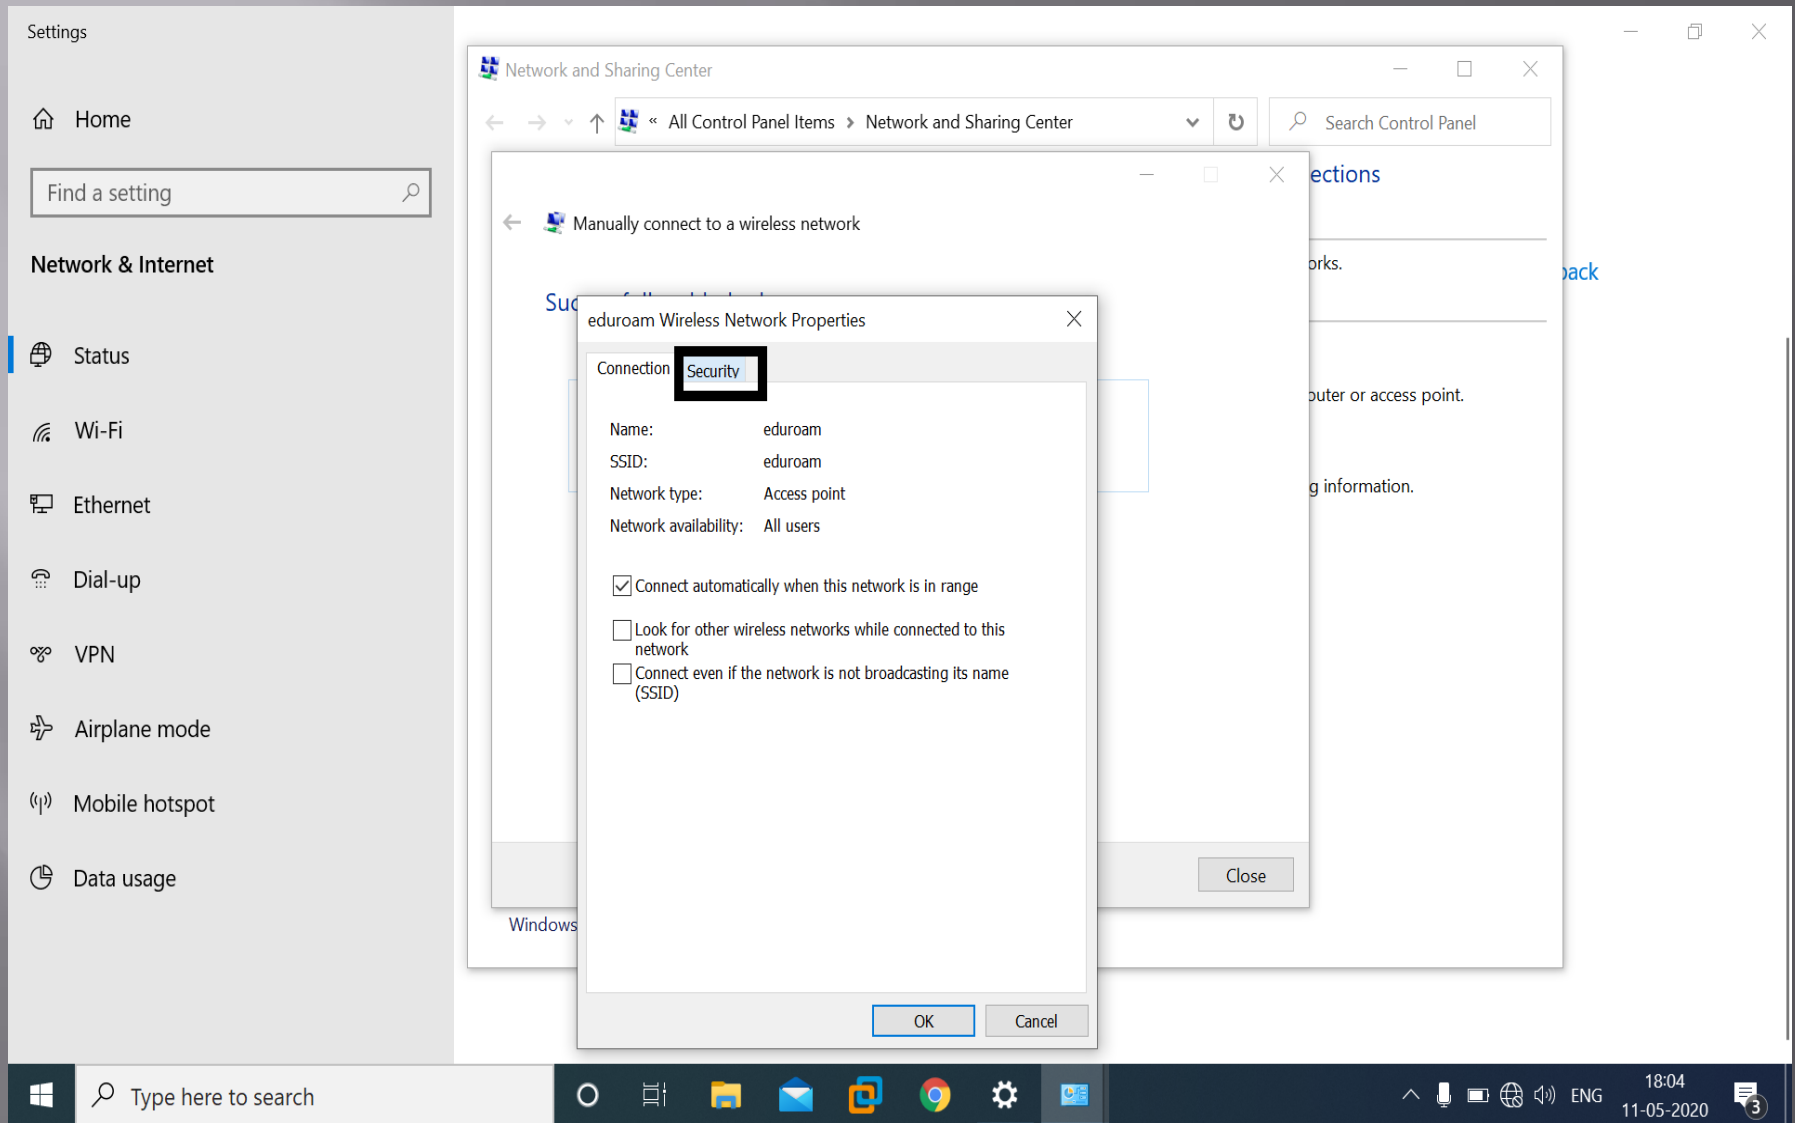 Settings
Home
Find a setting
Network & Internet
Status
Wi-Fi
Ethernet
Dial-up
VPN
Airplane mode
Mobile hotspot
Data usage
Network and Sharing Center
« All Control Panel Items > Network and Sharing Center
Search Control Panel
ections
orks.
back
outer or access point.
g information.
Manually connect to a wireless network
Suc
eduroam Wireless Network Properties
Connection Security
Name: eduroam
SSID: eduroam
Network type: Access point
Network availability: All users
Connect automatically when this network is in range
Look for other wireless networks while connected to this
network
Connect even if the network is not broadcasting its name
(SSID)
Close
Windows
OK Cancel
Type here to search
ENG
18:04
11-05-2020
3